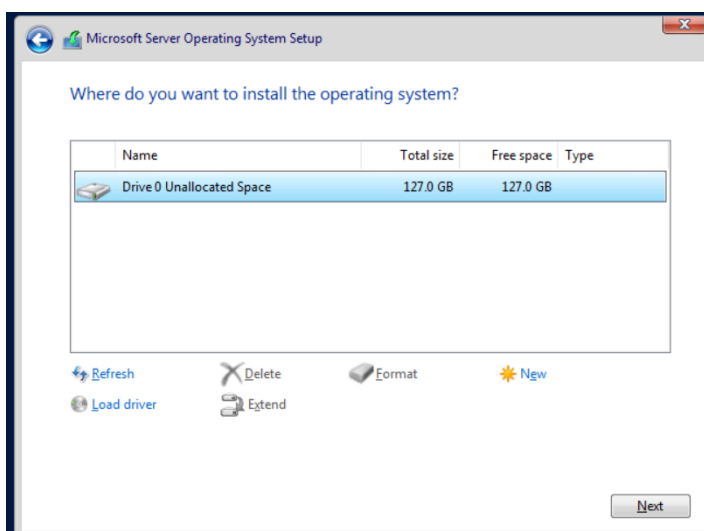 Microsoft Server Operating System Setup
Where do you want to install the operating system?
Name Total size Free space Type
Drive 0 Unallocated Space 127.0 GB 127.0 GB
Refresh Delete Format New
Load driver Extend
Next